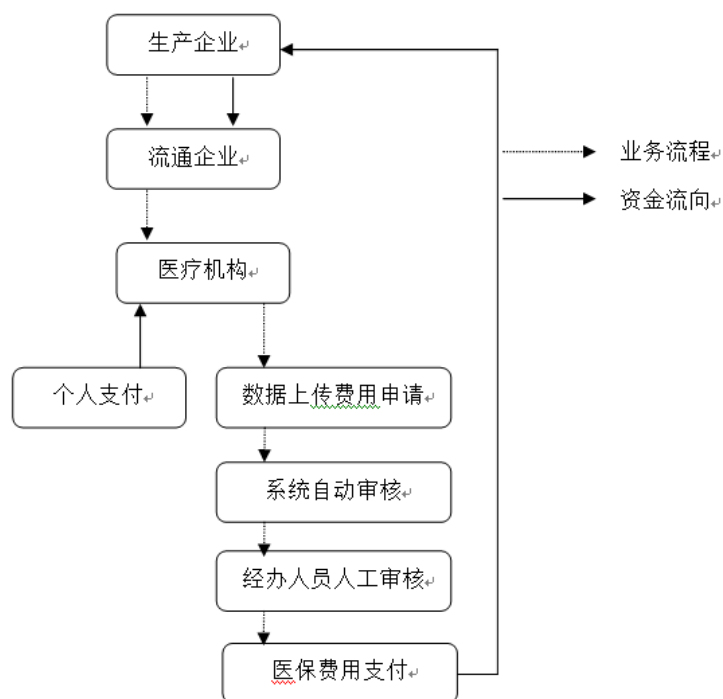 生产企业
流通企业
业务流程
资金流向
医疗机构
个人支付
数据上传费用申请
系统自动审核
经办人员人工审核
医保费用支付